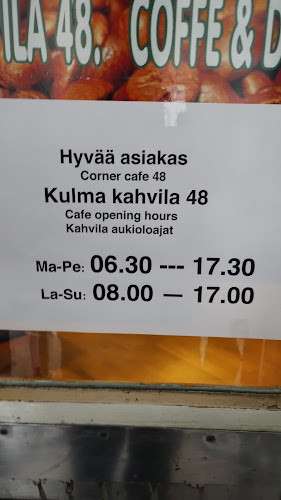 ILA 48. COFFE & D
Hyvää asiakas
Corner cafe 48
Kulma kahvila 48
Cafe opening hours
Kahvila aukioloajat
Ma-Pe: 06.30 --- 17.30
La-Su: 08.00 — 17.00